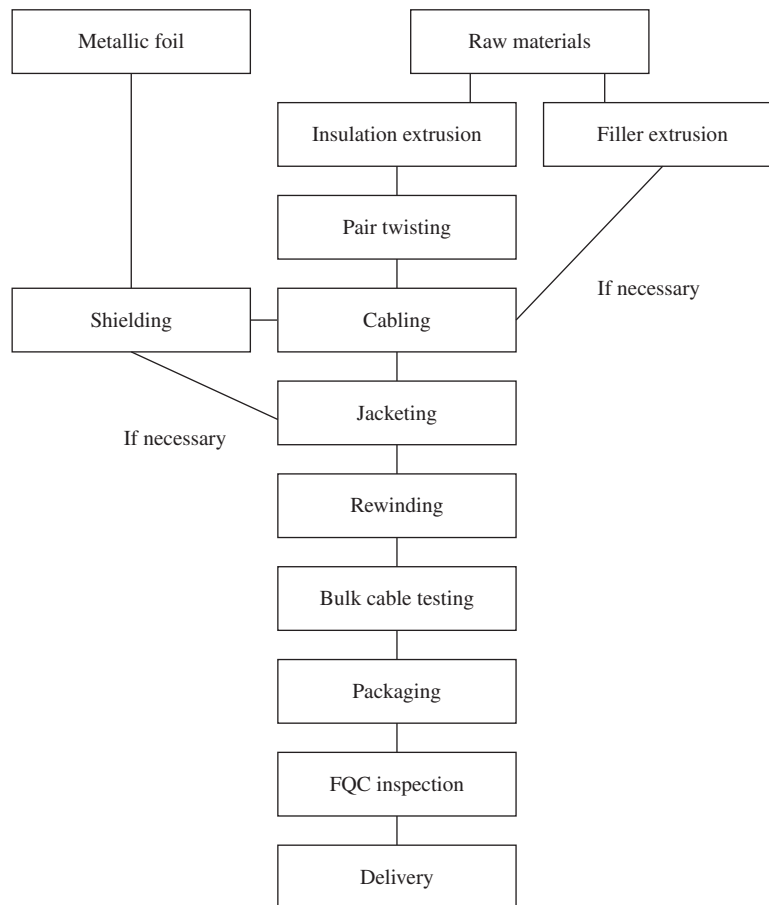 Metallic foil
Raw materials
Insulation extrusion
Filler extrusion
Pair twisting
If necessary
Shielding
Cabling
Jacketing
If necessary
Rewinding
Bulk cable testing
Packaging
FQC inspection
Delivery